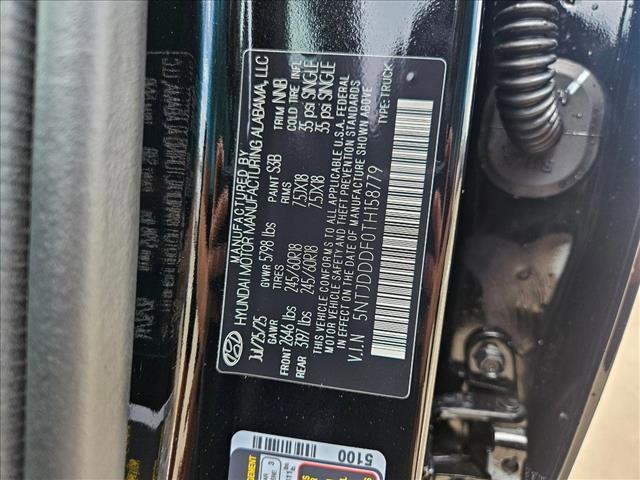 MANUFACTURED BY
HYUNDAI MOTOR MANUFACTURING ALABAMA, LLC
JUL/25/25 GVWR 5798 lbs PAINT S3B TRIM NNB
GAWR TIRES RIMS COLD TIRE INFL
FRONT 2646 lbs 245/60R18 7.5JX18 35 psi SINGLE
REAR 3197 lbs 245/60R18 7.5JX18 35 psi SINGLE
THIS VEHICLE CONFORMS TO ALL APPLICABLE U.S.A. FEDERAL
MOTOR VEHICLE SAFETY AND THEFT PREVENTION STANDARDS
IN EFFECT ON THE DATE OF MANUFACTURE SHOWN ABOVE
V.I.N 5NTJDDDF0TH158779 TYPE:TRUCK
5100